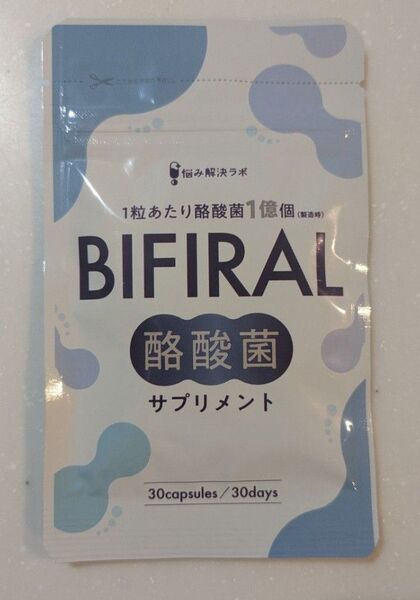 悩み解決ラボ
1粒あたり酪酸菌1億個(製造時)
BIFIRAL
酪酸菌
サプリメント
30capsules/30days